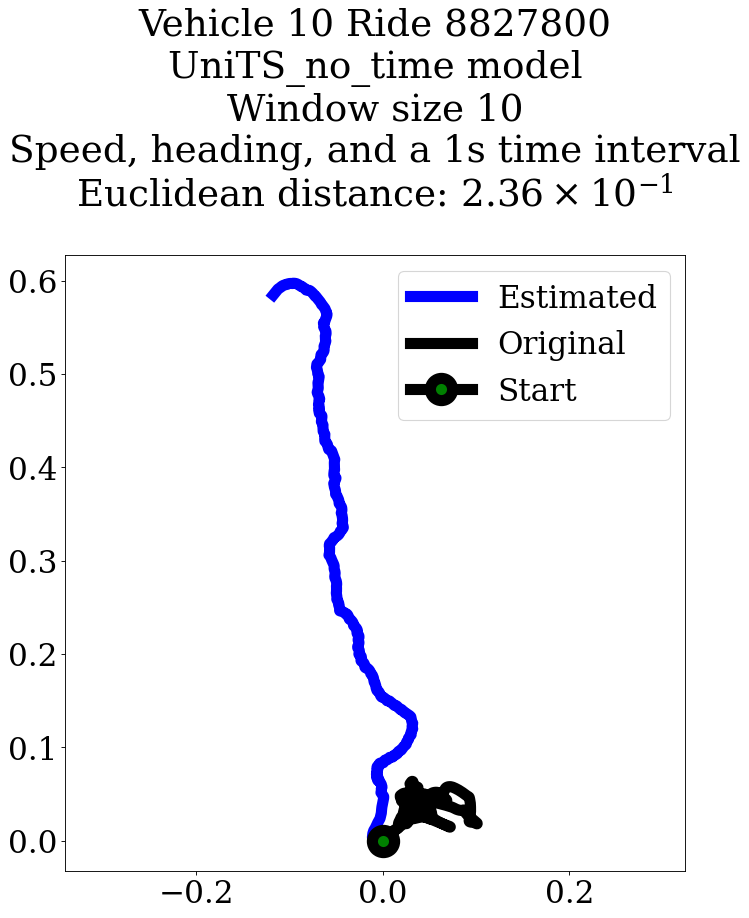 Vehicle 10 Ride 8827800
UniTS_no_time model
Window size 10
Speed, heading, and a 1s time interval
Euclidean distance: 2.36 × 10⁻¹
Estimated
Original
Start
0.6
0.5
0.4
0.3
0.2
0.1
0.0
−0.2
0.0
0.2